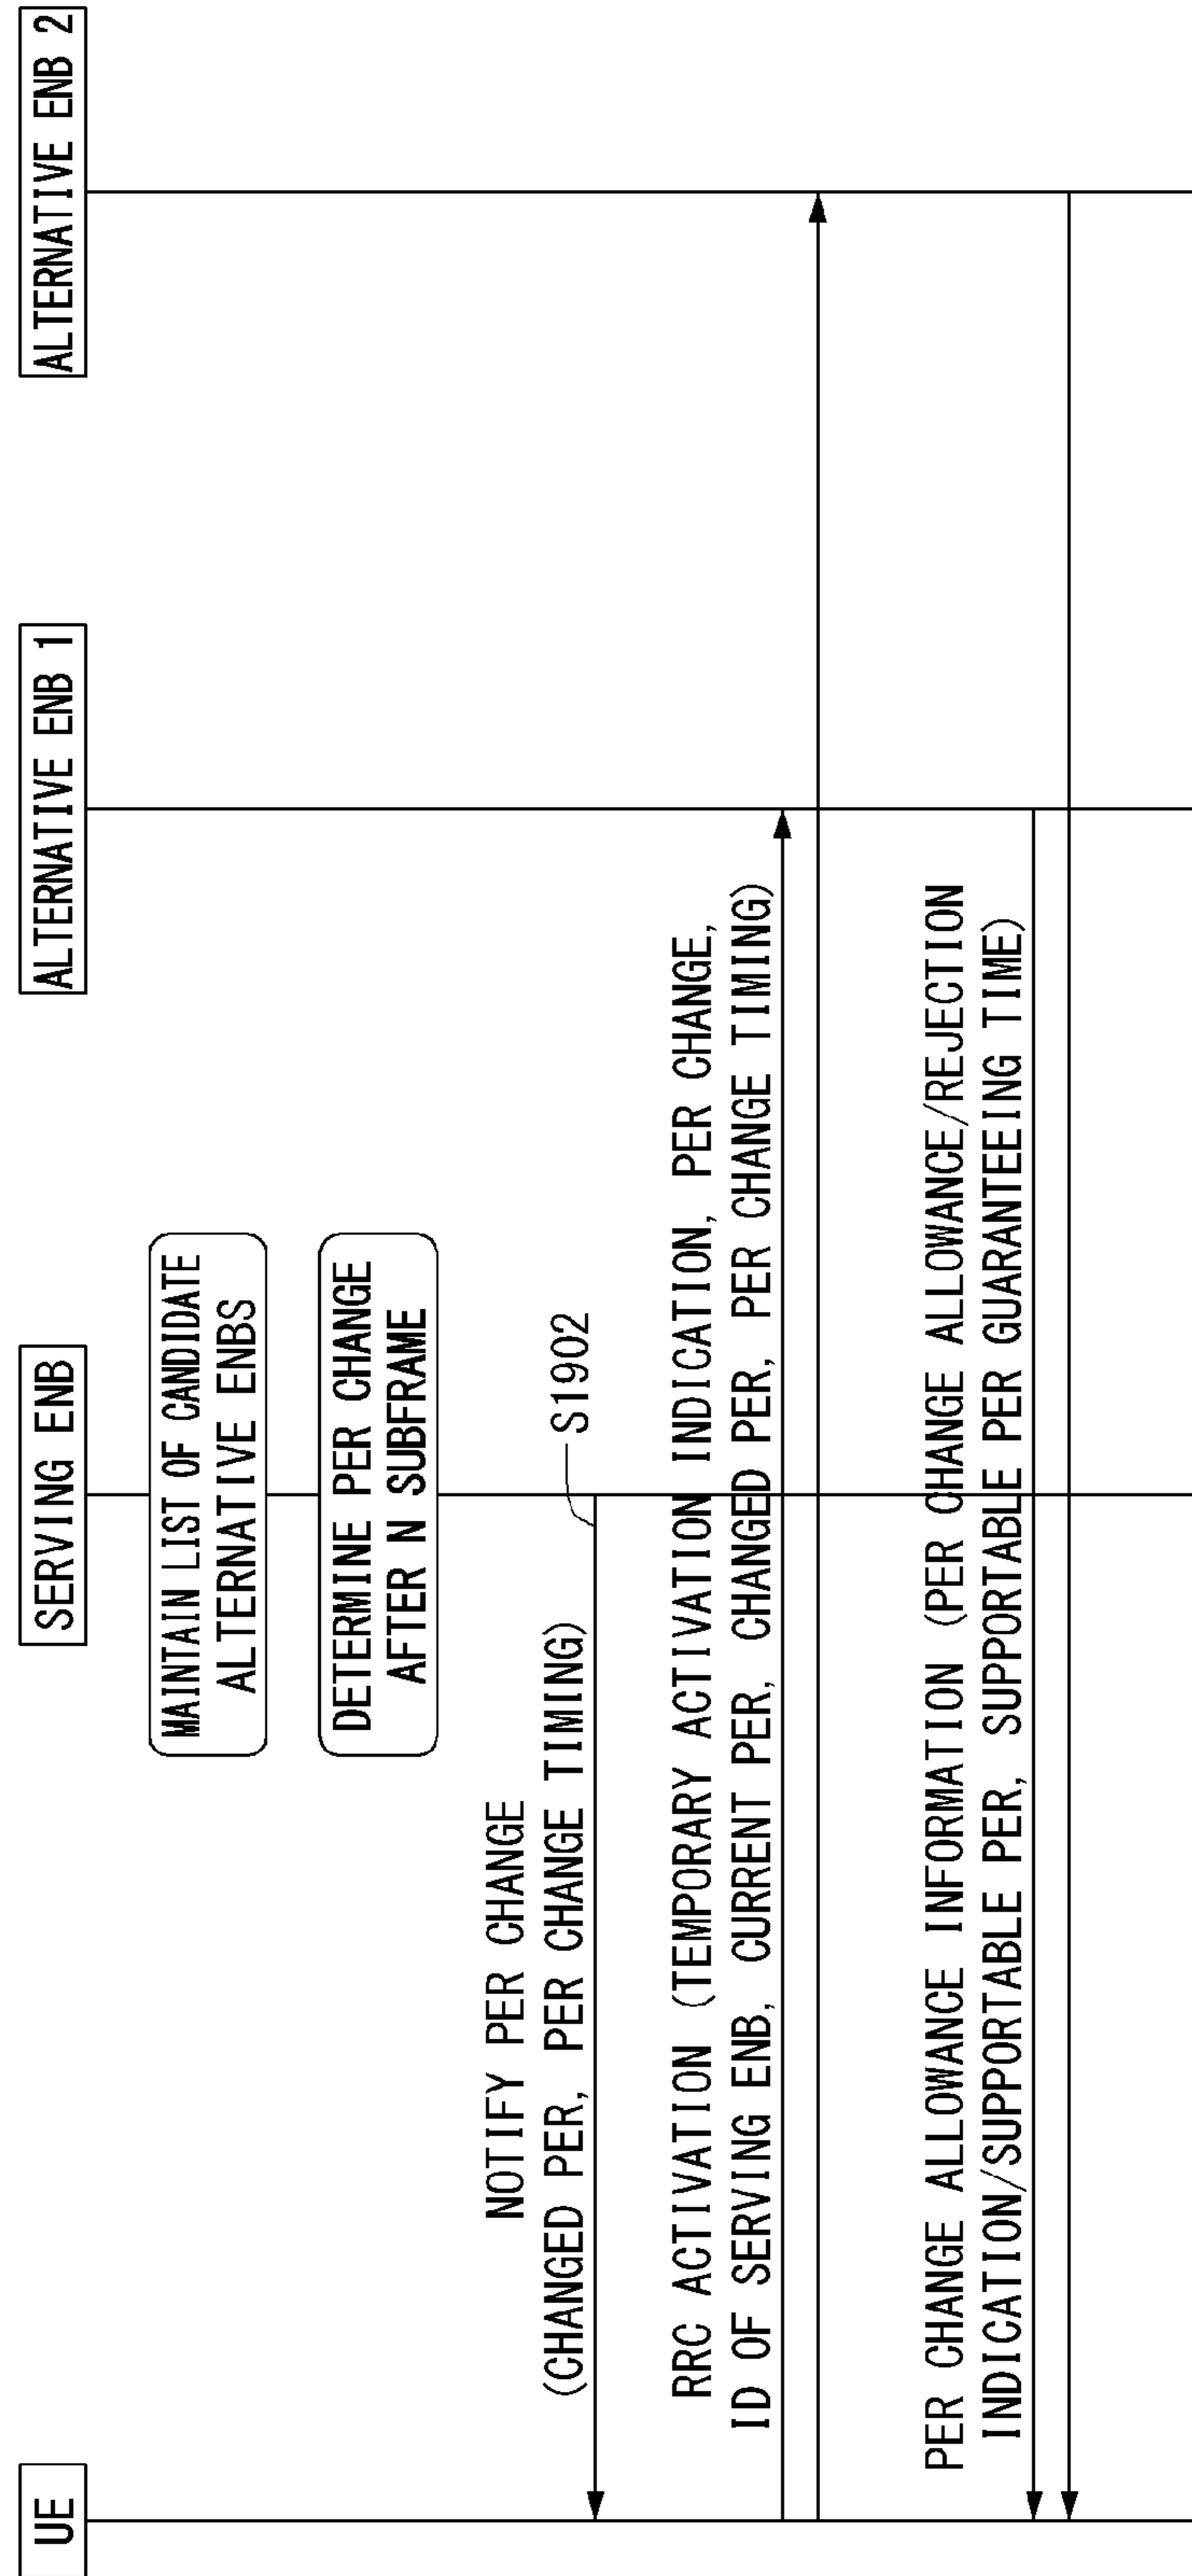 UE
SERVING ENB
ALTERNATIVE ENB 1
ALTERNATIVE ENB 2
MAINTAIN LIST OF CANDIDATE
ALTERNATIVE ENBS
DETERMINE PER CHANGE
AFTER N SUBFRAME
NOTIFY PER CHANGE
(CHANGED PER, PER CHANGE TIMING)
S1902
RRC ACTIVATION (TEMPORARY ACTIVATION INDICATION, PER CHANGE,
ID OF SERVING ENB, CURRENT PER, CHANGED PER, PER CHANGE TIMING)
PER CHANGE ALLOWANCE INFORMATION (PER CHANGE ALLOWANCE/REJECTION
INDICATION/SUPPORTABLE PER, SUPPORTABLE PER GUARANTEEING TIME)